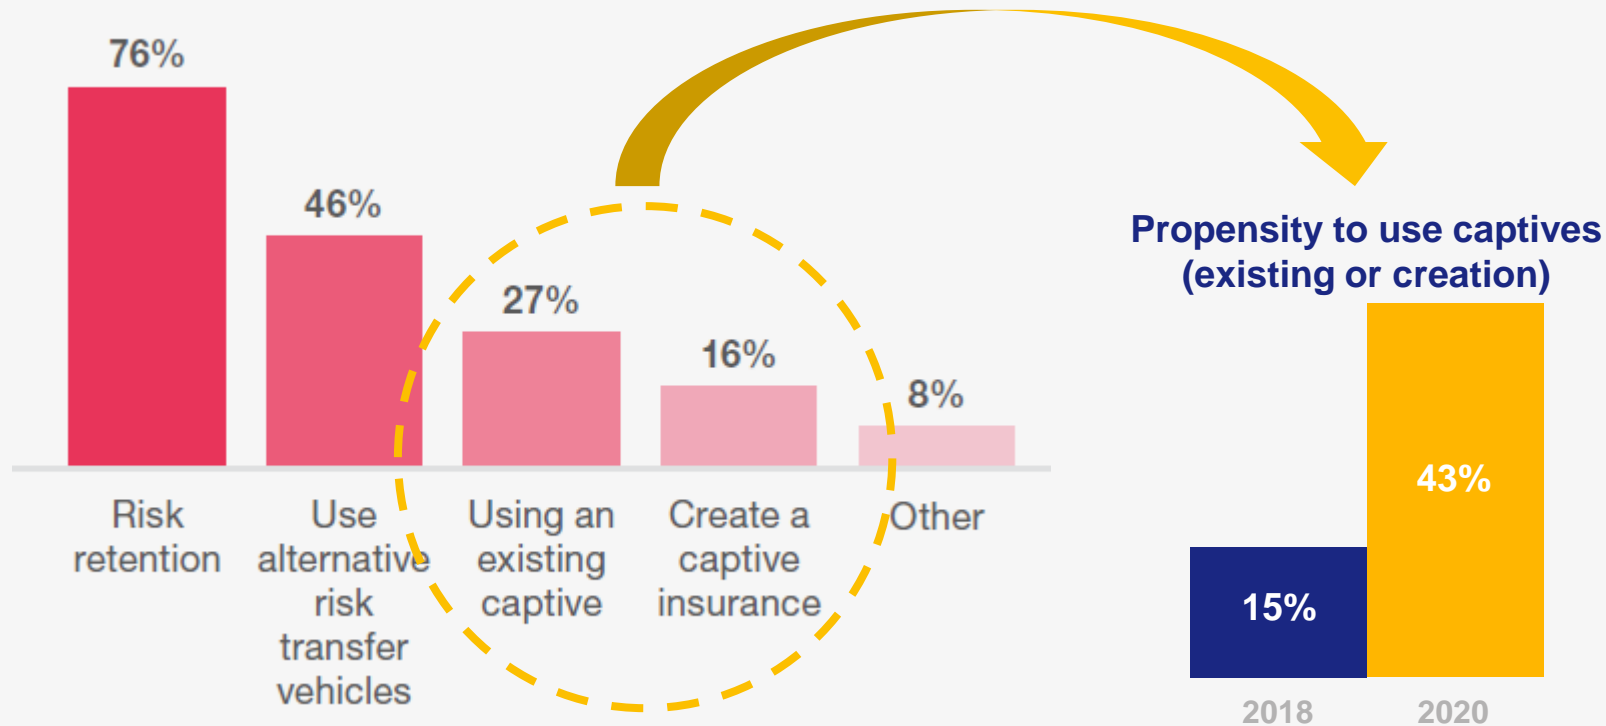 76%
46%
27%
16%
8%
Risk
retention
Use
alternative
risk
transfer
vehicles
Using an
existing
captive
Create a
captive
insurance
Other
Propensity to use captives
(existing or creation)
15%
43%
2018
2020